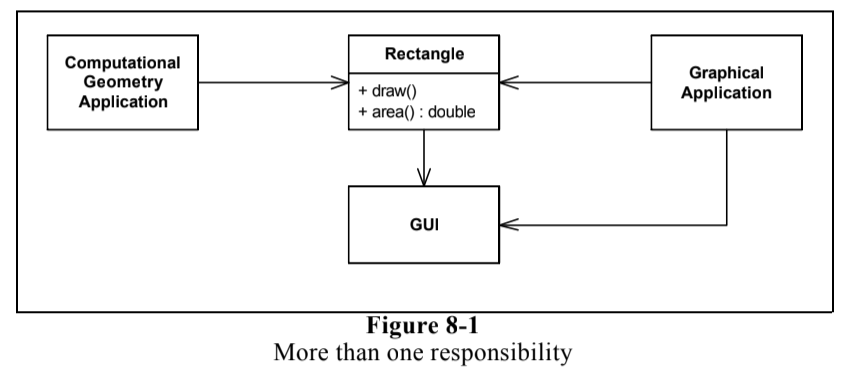 Computational
Geometry
Application
Rectangle
+ draw()
+ area() : double
Graphical
Application
GUI
Figure 8-1
More than one responsibility